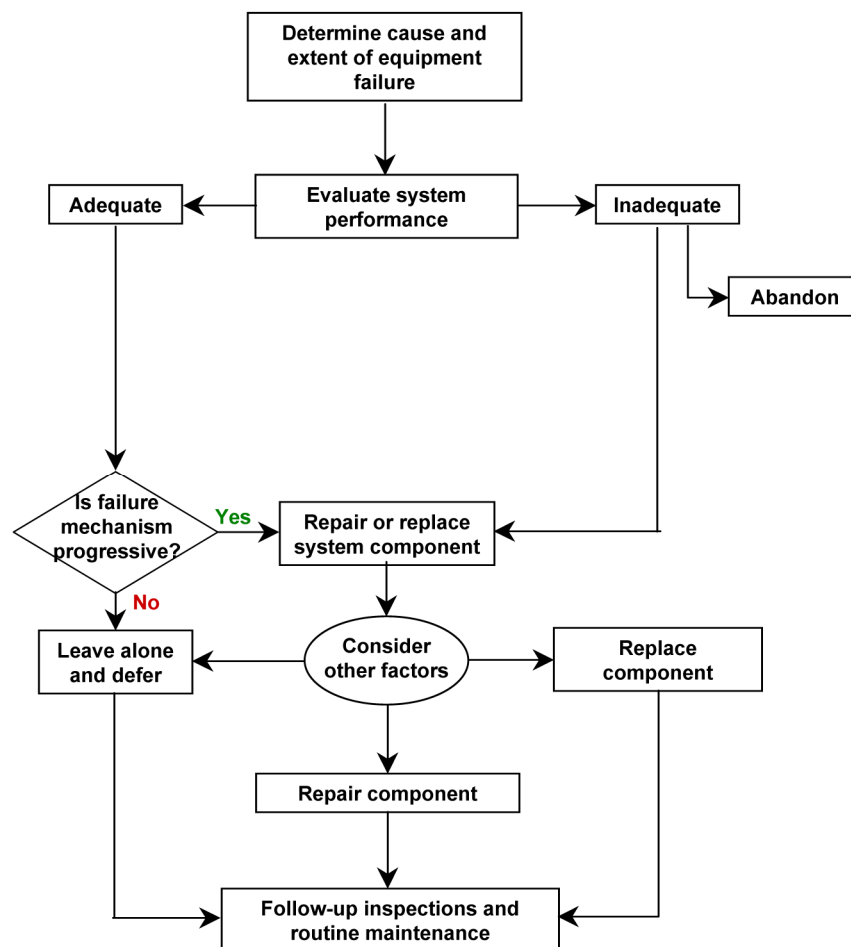 Determine cause and
extent of equipment
failure
Adequate
Evaluate system
performance
Inadequate
Abandon
Is failure
mechanism
progressive?
Yes
Repair or replace
system component
No
Leave alone
and defer
Consider
other factors
Replace
component
Repair component
Follow-up inspections and
routine maintenance